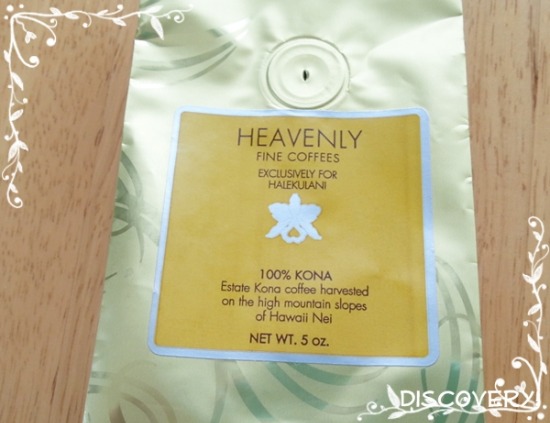 HEAVENLY
FINE COFFEES
EXCLUSIVELY FOR
HALEKULANI
100% KONA
Estate Kona coffee harvested
on the high mountain slopes
of Hawaii Nei
NET WT. 5 oz.
DISCOVERY